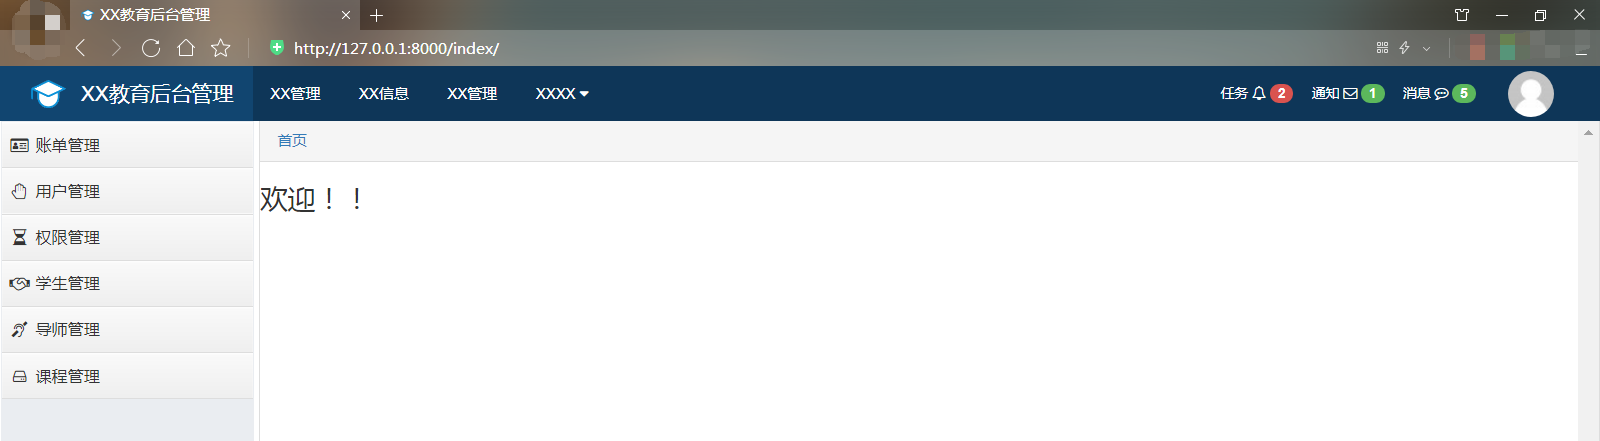 XX教育后台管理
http://127.0.0.1:8000/index/
XX教育后台管理 XX管理 XX信息 XX管理 XXXX 任务 2 通知 1 消息 5
账单管理
首页
用户管理
欢迎！！
权限管理
学生管理
导师管理
课程管理